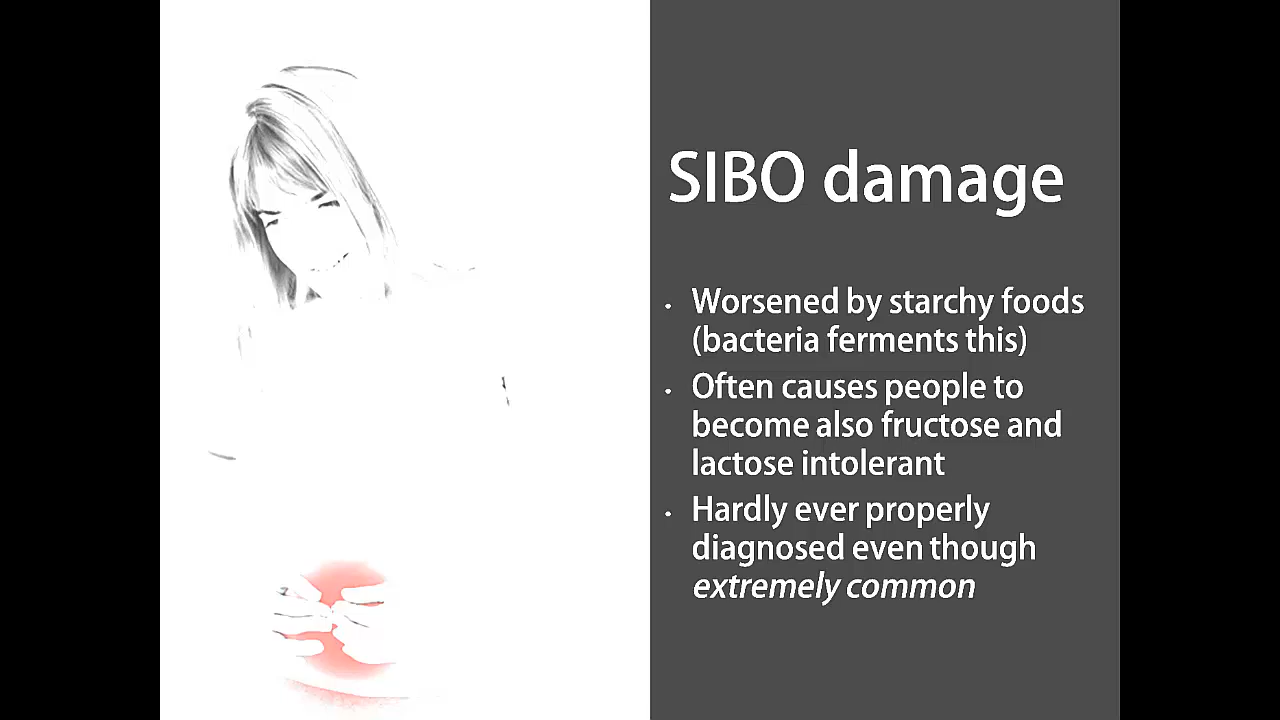 SIBO damage
• Worsened by starchy foods
(bacteria ferments this)
• Often causes people to
become also fructose and
lactose intolerant
• Hardly ever properly
diagnosed even though
extremely common